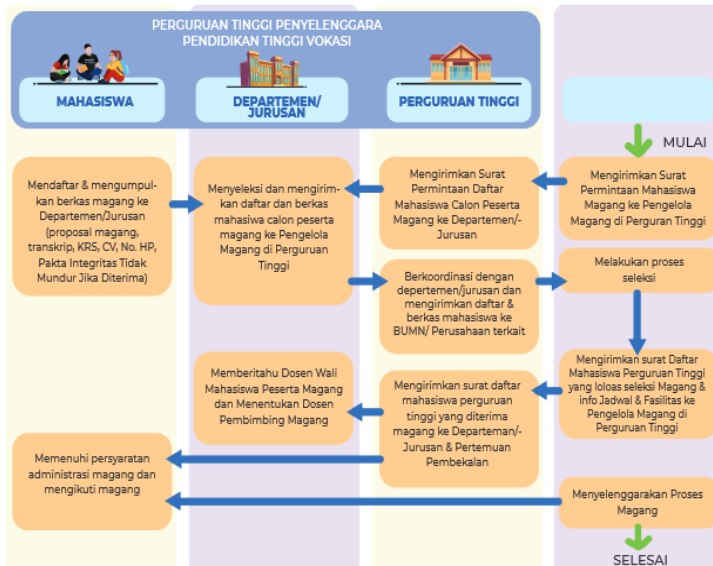 PERGURUAN TINGGI PENYELENGGARA
PENDIDIKAN TINGGI VOKASI
MAHASISWA
DEPARTEMEN/
JURUSAN
PERGURUAN TINGGI
MULAI
Mendaftar & mengumpul-
kan berkas magang ke
Departemen/Jurusan
(proposal magang,
transkrip, KRS, CV, No. HP,
Pakta Integritas Tidak
Mundur Jika Diterima)
Menyeleksi dan mengirim-
kan daftar dan berkas
mahasiwa calon peserta
magang ke Pengelola
Magang di Perguruan
Tinggi
Mengirimkan Surat
Permintaan Daftar
Mahasiswa Calon Peserta
Magang ke Departemen/-
Jurusan
Mengirimkan Surat
Permintaan Mahasiswa
Magang ke Pengelola
Magang di Perguran Tinggi
Berkoordinasi dengan
depertemen/jurusan dan
mengirimkan daftar &
berkas mahasiswa ke
BUMN/ Perusahaan terkait
Melakukan proses
seleksi
Memberitahu Dosen Wali
Mahasiswa Peserta Magang
dan Menentukan Dosen
Pembimbing Magang
Mengirimkan surat daftar
mahasiswa perguruan
tinggi yang diterima
magang ke Departeman/-
Jurusan & Pertemuan
Pembekalan
Mengirimkan surat Daftar
Mahasiswa Perguruan Tinggi
yang loloas seleksi Magang &
info Jadwal & Fasilitas ke
Pengelola Magang di
Perguruan Tinggi
Memenuhi persyaratan
administrasi magang dan
mengikuti magang
Menyelenggarakan Proses
Magang
SELESAI